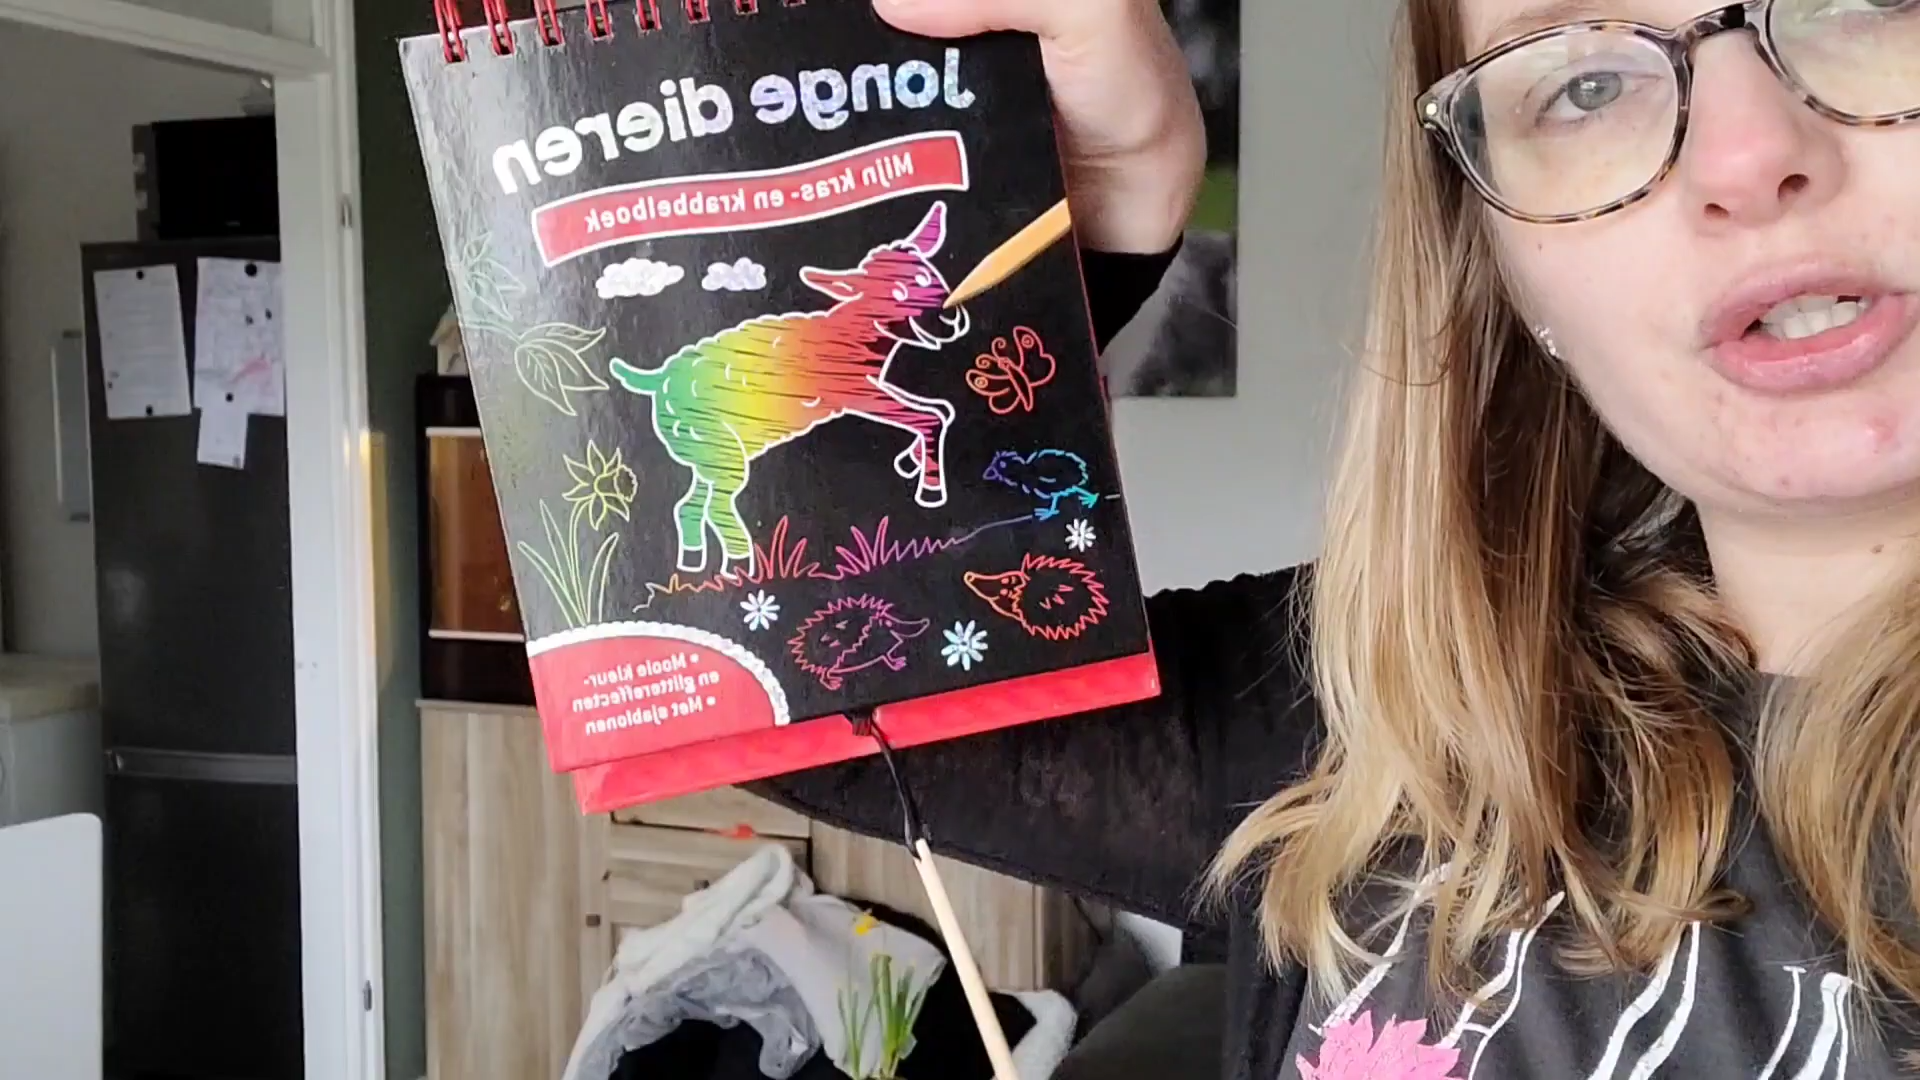 Jonge dieren
Mijn kras- en krabbelboek
• Mooie kleur-
en glittereffecten
• Met sjablonen